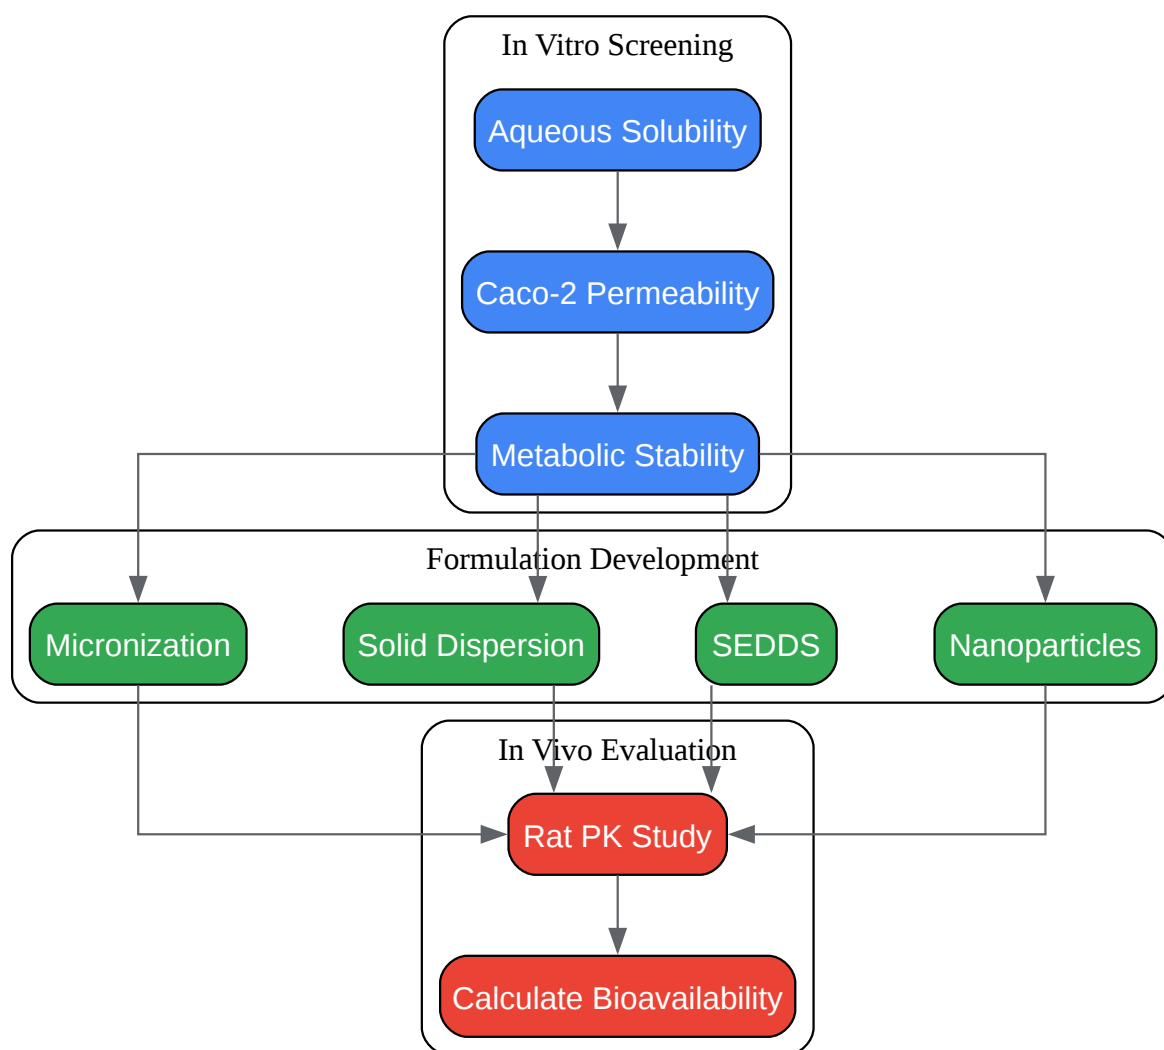 In Vitro Screening
Aqueous Solubility
Caco-2 Permeability
Metabolic Stability
Formulation Development
Micronization
Solid Dispersion
SEDDS
Nanoparticles
In Vivo Evaluation
Rat PK Study
Calculate Bioavailability